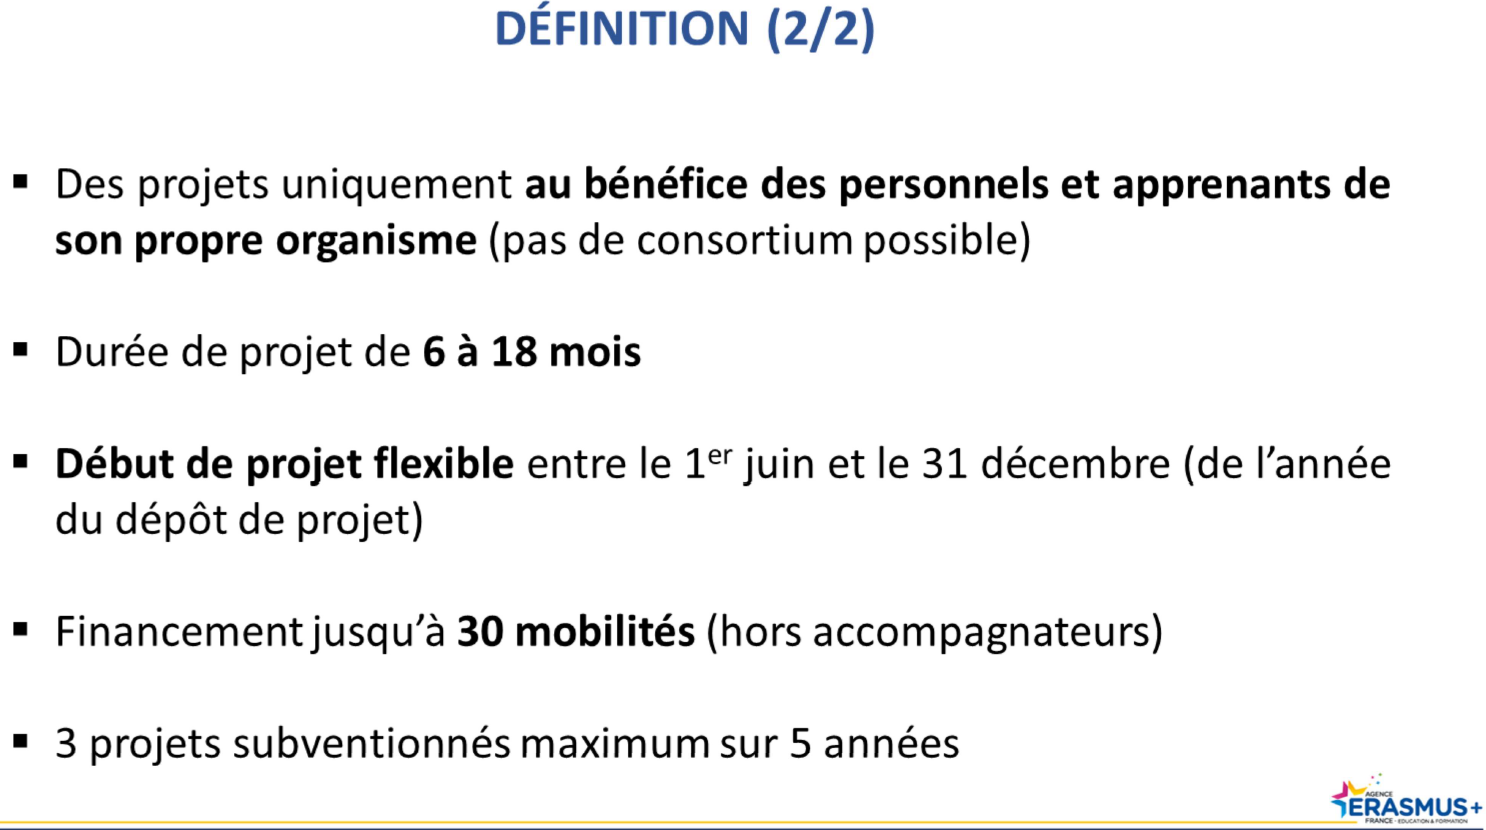 DÉFINITION (2/2)
▪ Des projets uniquement au bénéfice des personnels et apprenants de
son propre organisme (pas de consortium possible)
▪ Durée de projet de 6 à 18 mois
▪ Début de projet flexible entre le 1er juin et le 31 décembre (de l’année
du dépôt de projet)
▪ Financement jusqu’à 30 mobilités (hors accompagnateurs)
▪ 3 projets subventionnés maximum sur 5 années
AGENCE
ERASMUS+
FRANCE - EDUCATION & FORMATION